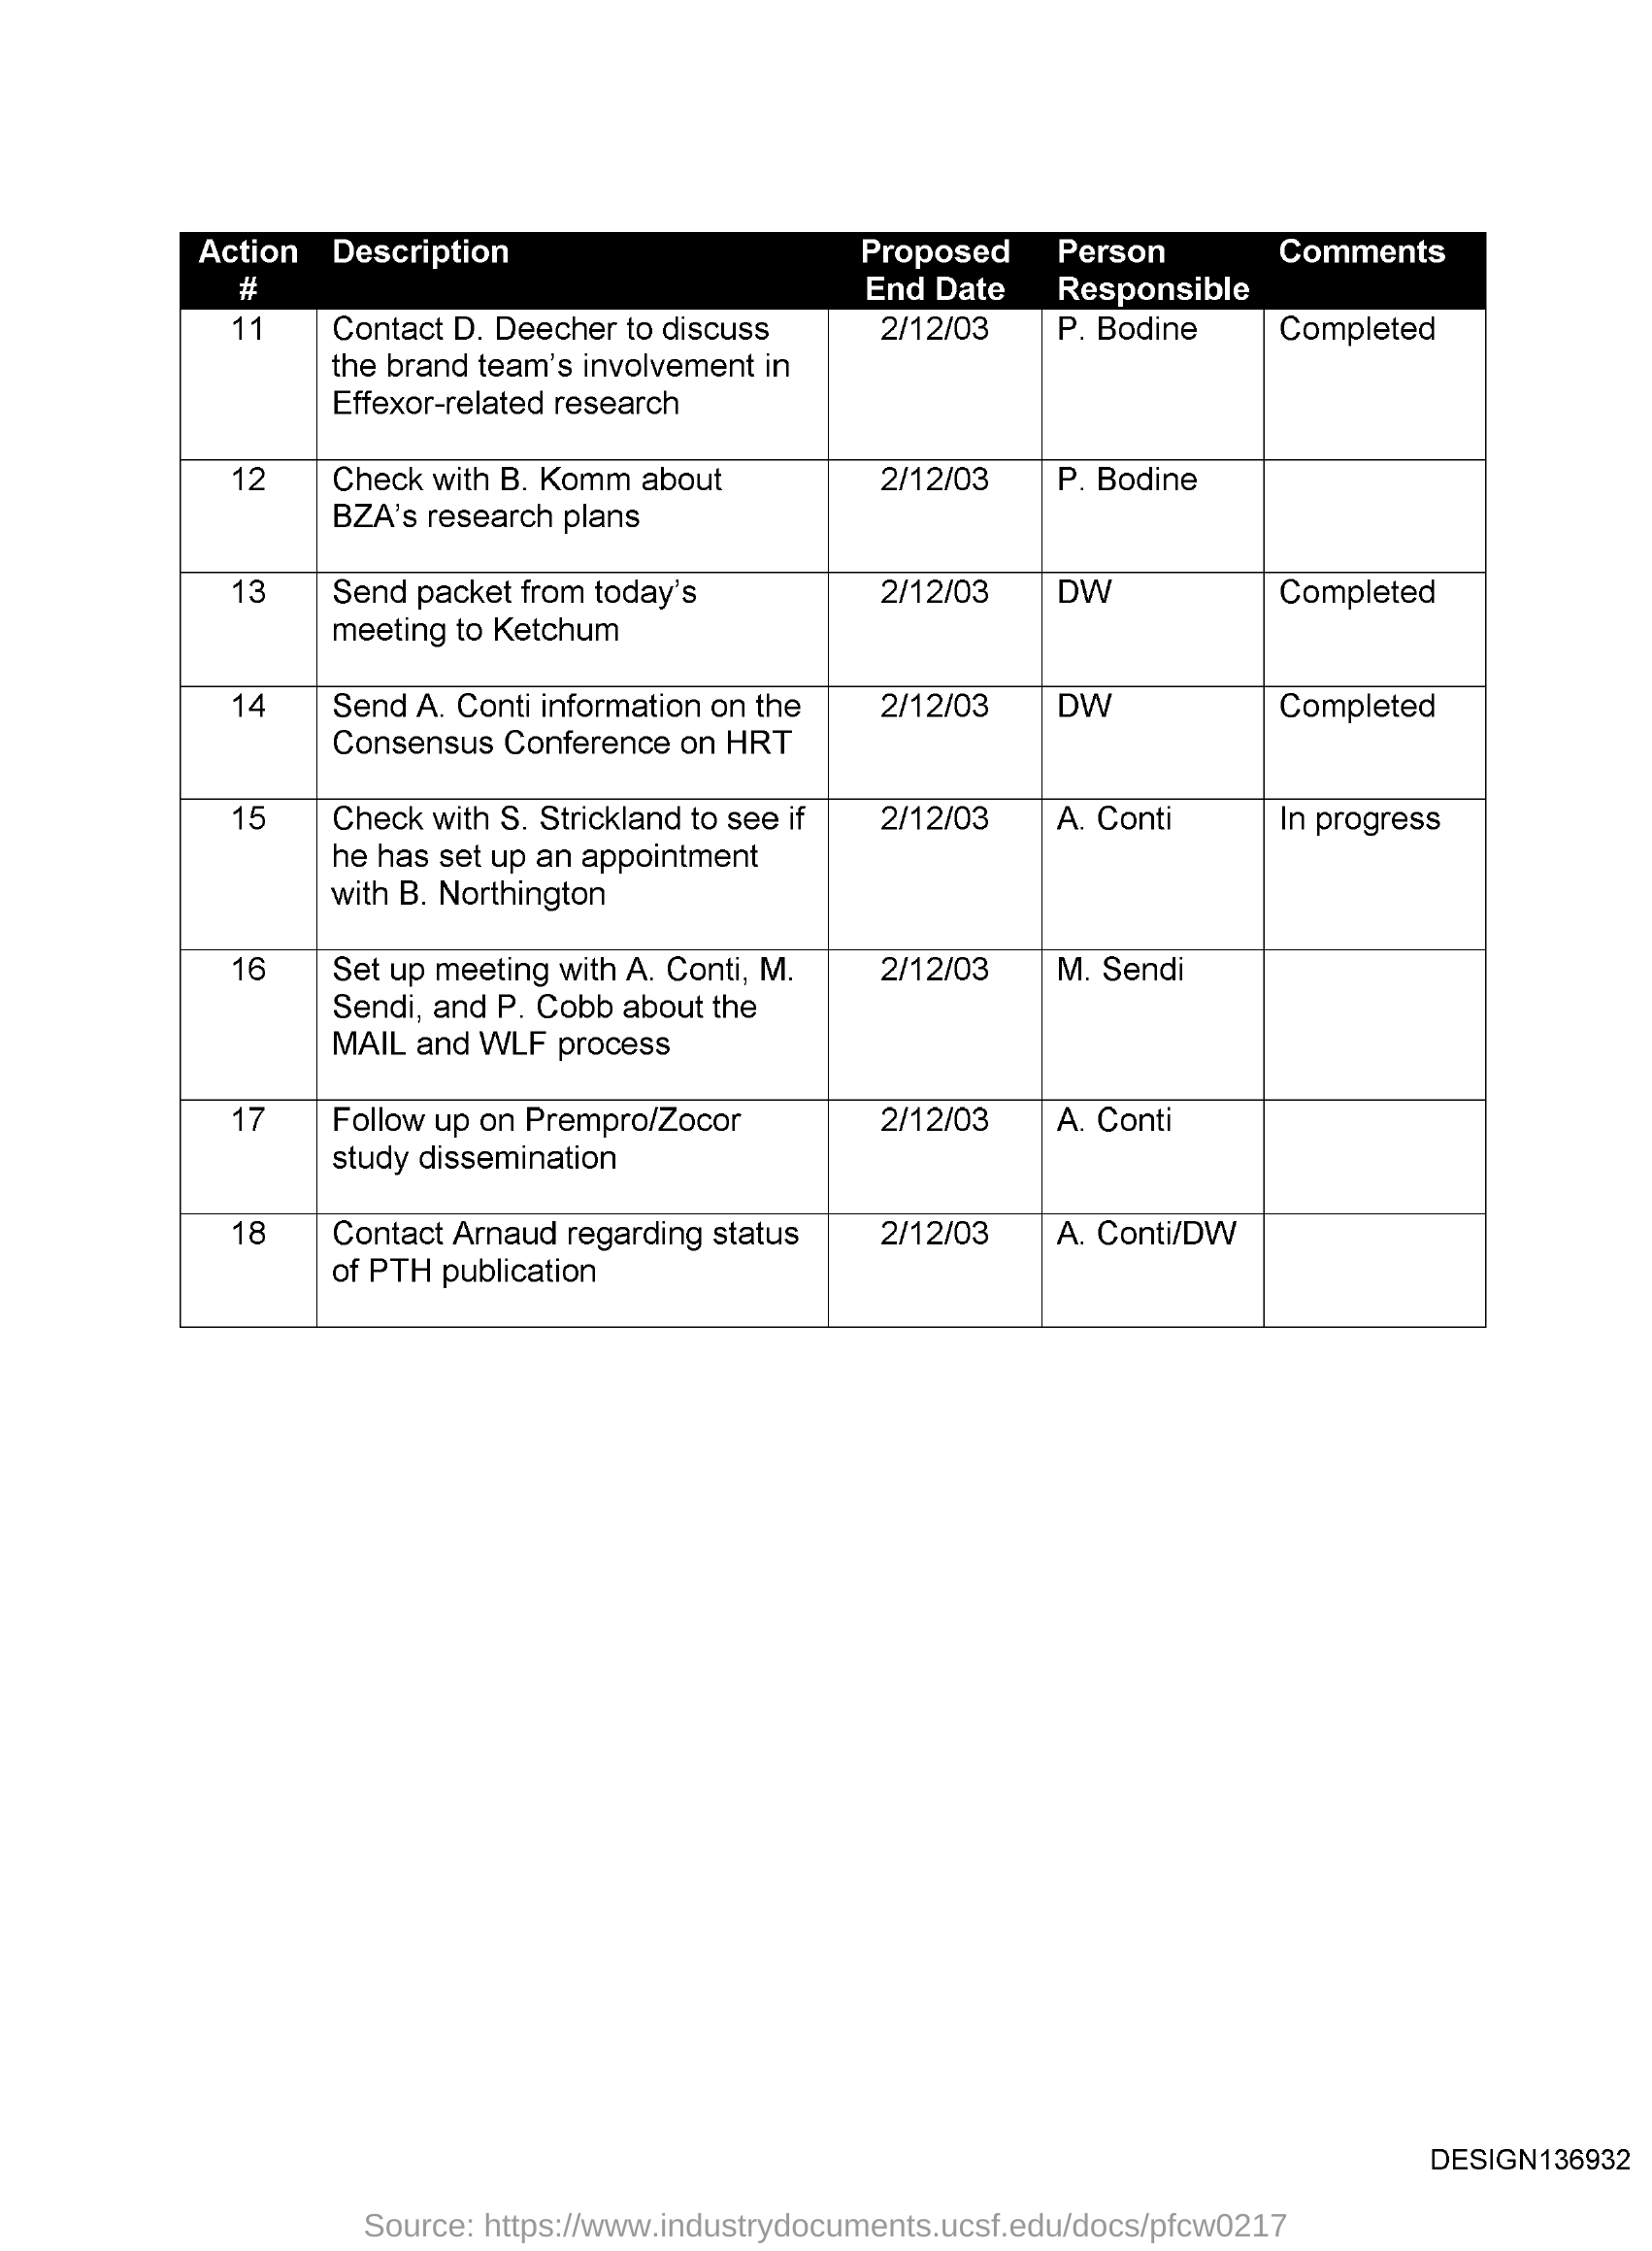 Action # Description Proposed End Date Person Responsible Comments
11 Contact D. Deecher to discuss 2/12/03 P. Bodine Completed
the brand team's involvement in
Effexor-related research
12 Check with B. Komm about 2/12/03 P. Bodine
BZA's research plans
13 Send packet from today's 2/12/03 DW Completed
meeting to Ketchum
14 Send A. Conti information on the 2/12/03 DW Completed
Consensus Conference on HRT
15 Check with S. Strickland to see if 2/12/03 A. Conti In progress
he has set up an appointment
with B. Northington
16 Set up meeting with A. Conti, M. 2/12/03 M. Sendi
Sendi, and P. Cobb about the
MAIL and WLF process
17 Follow up on Prempro/Zocor 2/12/03 A. Conti
study dissemination
18 Contact Arnaud regarding status 2/12/03 A. Conti/DW
of PTH publication
DESIGN136932
Source: https://www.industrydocuments.ucsf.edu/docs/pfcw0217